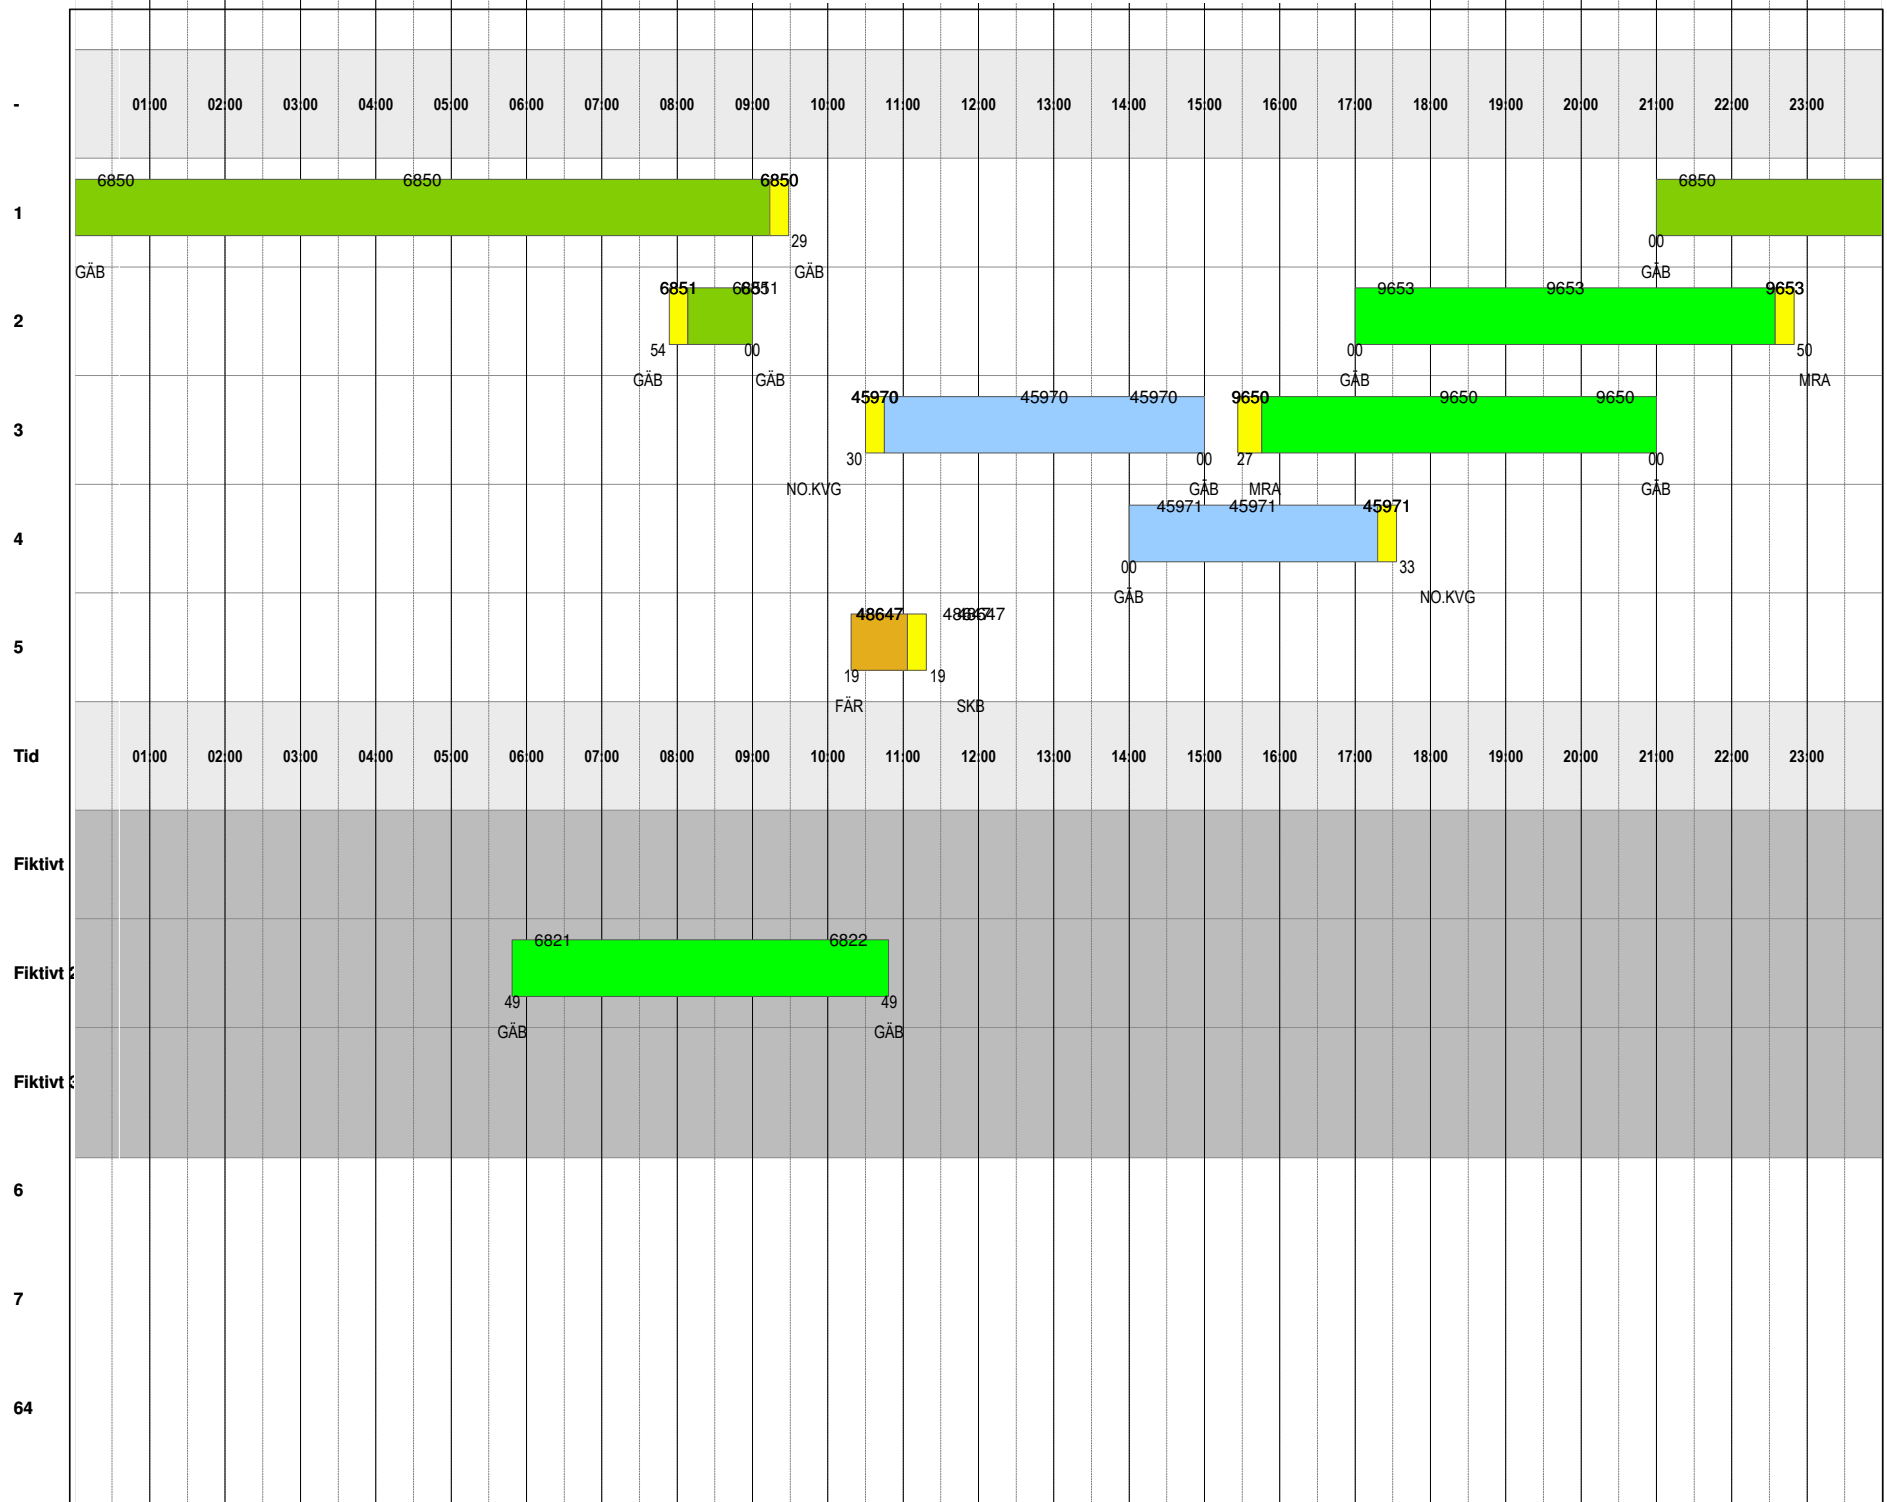 - 01:00 02:00 03:00 04:00 05:00 06:00 07:00 08:00 09:00 10:00 11:00 12:00 13:00 14:00 15:00 16:00 17:00 18:00 19:00 20:00 21:00 22:00 23:00
6850 6850 6850 6850
1
29 00
GÄB GÄB GÄB
6851 6851 6851 9653 9653 9653
2
54 00 00 50
GÄB GÄB GÄB MRA
45970 45970 45970 9650 9650 9650
3
30 00 27 00
NO.KVG GÄB MRA GÄB
45971 45971 45971
4
00 33
GÄB NO.KVG
48647 48647 48647
5
19 19
FÄR SKB
Tid 01:00 02:00 03:00 04:00 05:00 06:00 07:00 08:00 09:00 10:00 11:00 12:00 13:00 14:00 15:00 16:00 17:00 18:00 19:00 20:00 21:00 22:00 23:00
Fiktivt
6821 6822
Fiktivt 2
49 49
GÄB GÄB
Fiktivt 3
6
7
64